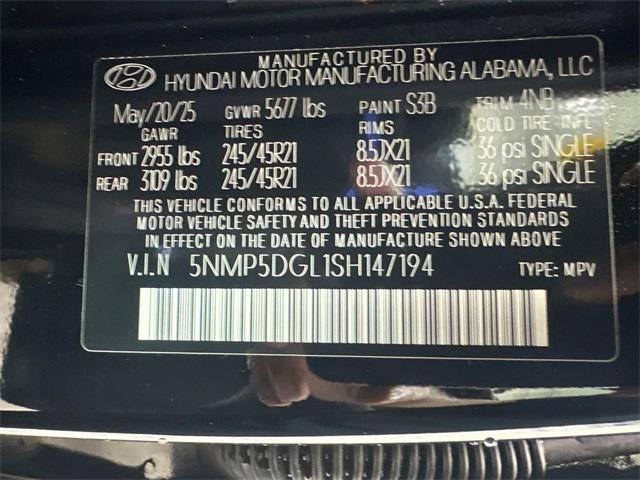 MANUFACTURED BY
HYUNDAI MOTOR MANUFACTURING ALABAMA, LLC
May/20/25 GVWR 5677 lbs PAINT S3B TRIM 4NB
GAWR TIRES RIMS COLD TIRE INFL
FRONT 2955 lbs 245/45R21 8.5JX21 36 psi SINGLE
REAR 3109 lbs 245/45R21 8.5JX21 36 psi SINGLE
THIS VEHICLE CONFORMS TO ALL APPLICABLE U.S.A. FEDERAL
MOTOR VEHICLE SAFETY AND THEFT PREVENTION STANDARDS
IN EFFECT ON THE DATE OF MANUFACTURE SHOWN ABOVE
V.I.N 5NMP5DGL1SH147194 TYPE: MPV